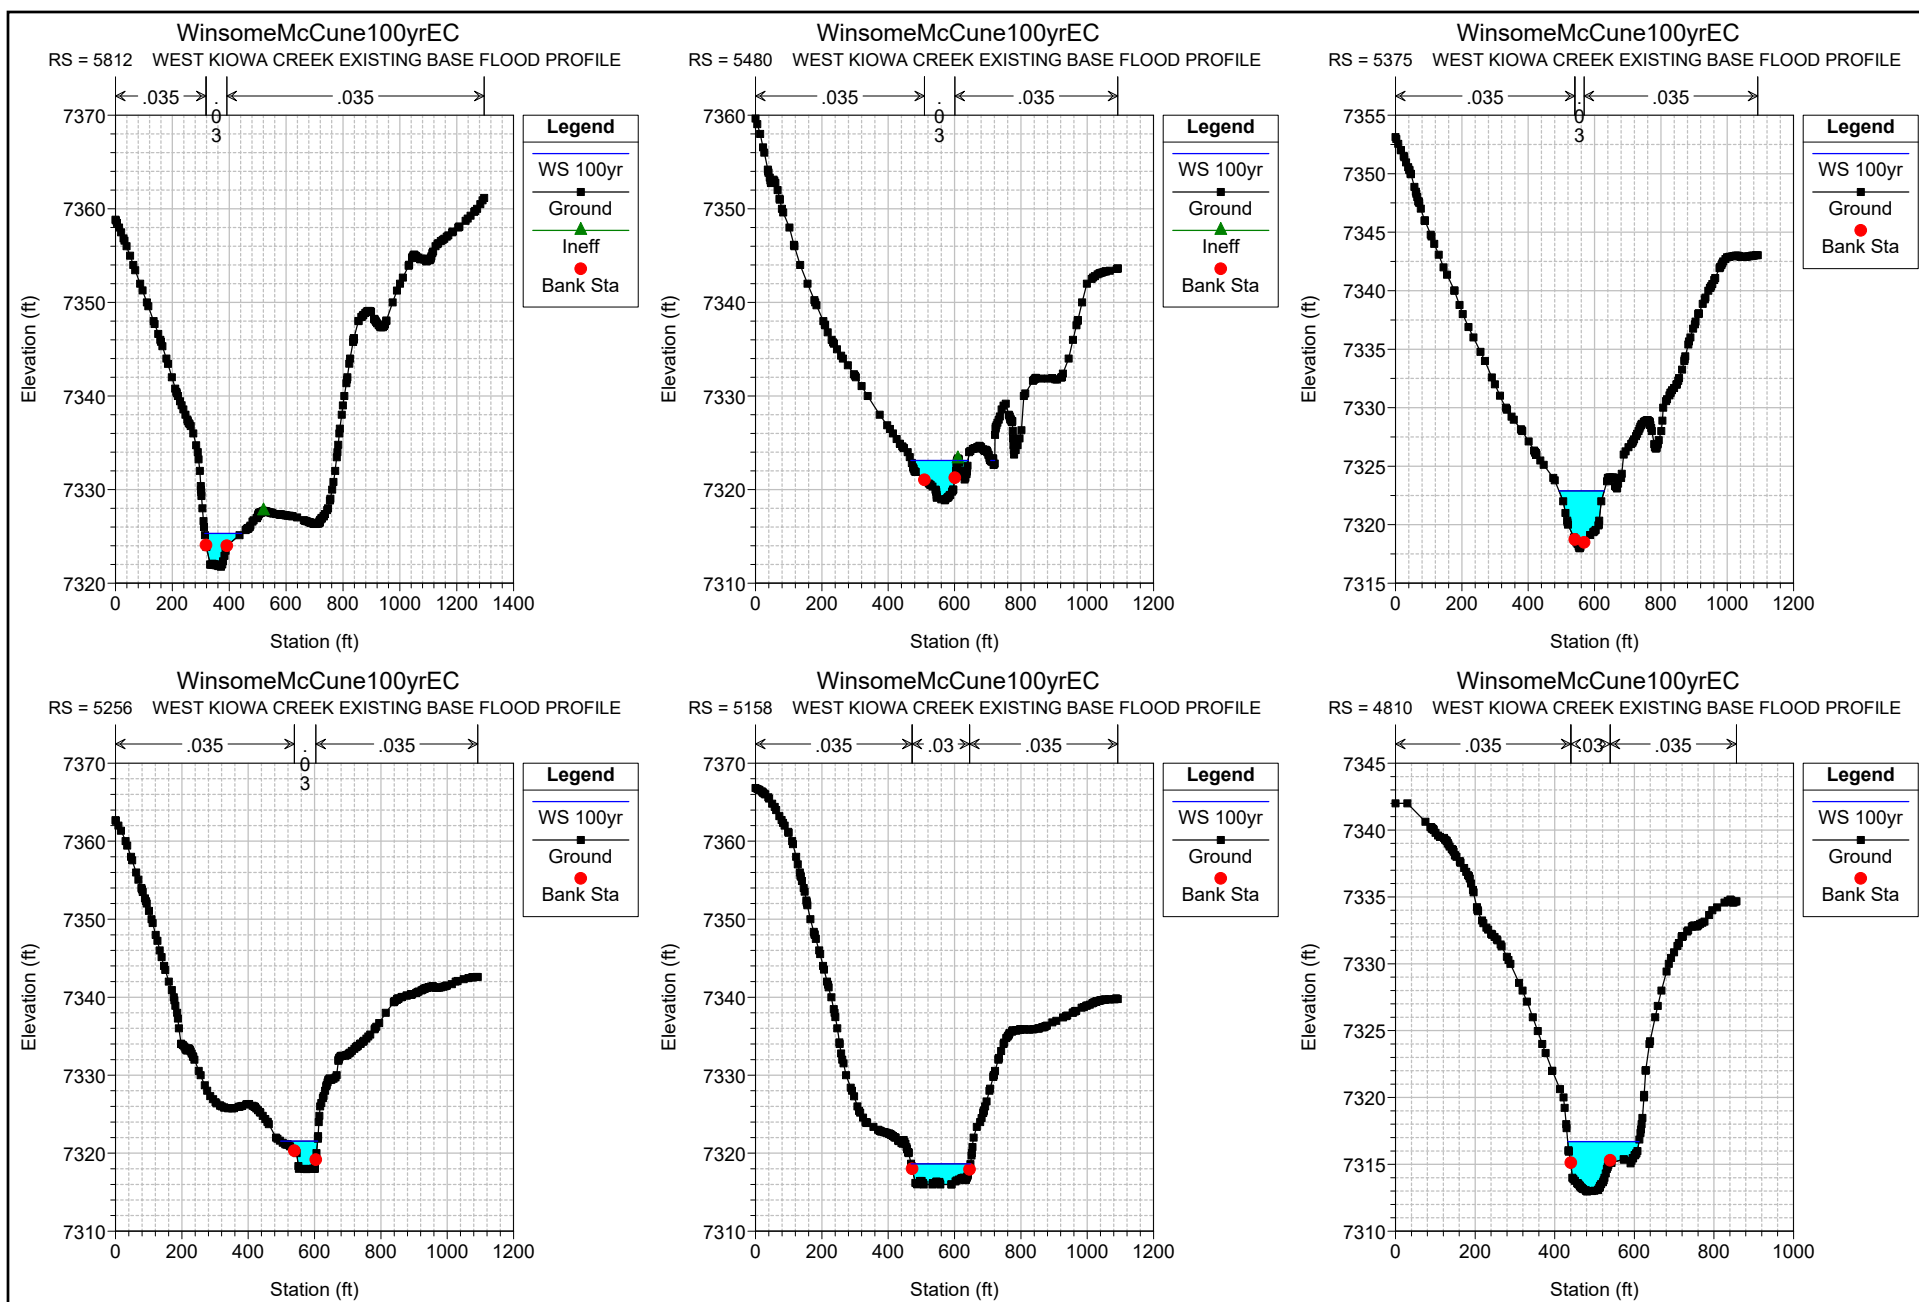 WinsomeMcCune100yrEC
RS = 5812 WEST KIOWA CREEK EXISTING BASE FLOOD PROFILE
.035 .03 .035
7370
7360
7350
7340
7330
7320
Elevation (ft)
0 200 400 600 800 1000 1200 1400
Station (ft)
Legend
WS 100yr
Ground
Ineff
Bank Sta
WinsomeMcCune100yrEC
RS = 5480 WEST KIOWA CREEK EXISTING BASE FLOOD PROFILE
.035 .03 .035
7360
7350
7340
7330
7320
7310
Elevation (ft)
0 200 400 600 800 1000 1200
Station (ft)
Legend
WS 100yr
Ground
Ineff
Bank Sta
WinsomeMcCune100yrEC
RS = 5375 WEST KIOWA CREEK EXISTING BASE FLOOD PROFILE
.035 .03 .035
7355
7350
7345
7340
7335
7330
7325
7320
7315
Elevation (ft)
0 200 400 600 800 1000 1200
Station (ft)
Legend
WS 100yr
Ground
Bank Sta
WinsomeMcCune100yrEC
RS = 5256 WEST KIOWA CREEK EXISTING BASE FLOOD PROFILE
.035 .03 .035
7370
7360
7350
7340
7330
7320
7310
Elevation (ft)
0 200 400 600 800 1000 1200
Station (ft)
Legend
WS 100yr
Ground
Bank Sta
WinsomeMcCune100yrEC
RS = 5158 WEST KIOWA CREEK EXISTING BASE FLOOD PROFILE
.035 .03 .035
7370
7360
7350
7340
7330
7320
7310
Elevation (ft)
0 200 400 600 800 1000 1200
Station (ft)
Legend
WS 100yr
Ground
Bank Sta
WinsomeMcCune100yrEC
RS = 4810 WEST KIOWA CREEK EXISTING BASE FLOOD PROFILE
.035 .03 .035
7345
7340
7335
7330
7325
7320
7315
7310
Elevation (ft)
0 200 400 600 800 1000
Station (ft)
Legend
WS 100yr
Ground
Bank Sta